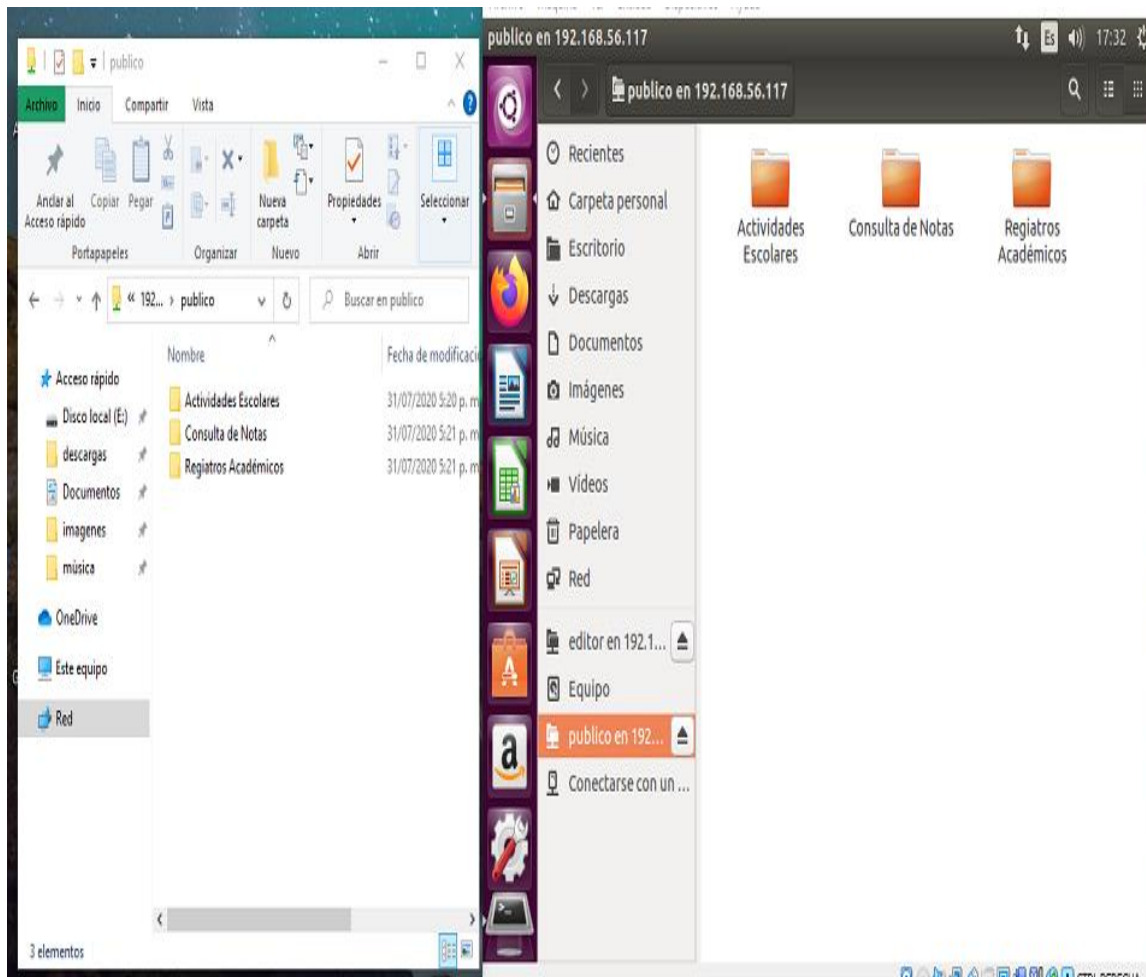 publico
Archivo Inicio Compartir Vista
Anclar al Acceso rápido
Copiar
Pegar
Nueva carpeta
Propiedades
Seleccionar
Portapapeles
Organizar
Nuevo
Abrir
« 192... › publico
Buscar en publico
Nombre
Fecha de modificació
Acceso rápido
Disco local (E:)
descargas
Documentos
imagenes
mùsica
OneDrive
Este equipo
Red
Actividades Escolares 31/07/2020 5:20 p. m
Consulta de Notas 31/07/2020 5:21 p. m
Registros Académicos 31/07/2020 5:21 p. m
3 elementos
publico en 192.168.56.117
Es
17:32
publico en 192.168.56.117
Recientes
Carpeta personal
Escritorio
Descargas
Documentos
Imágenes
Música
Vídeos
Papelera
Red
editor en 192.1...
Equipo
publico en 192...
Conectarse con un ...
Actividades
Escolares
Consulta de Notas
Registros
Académicos